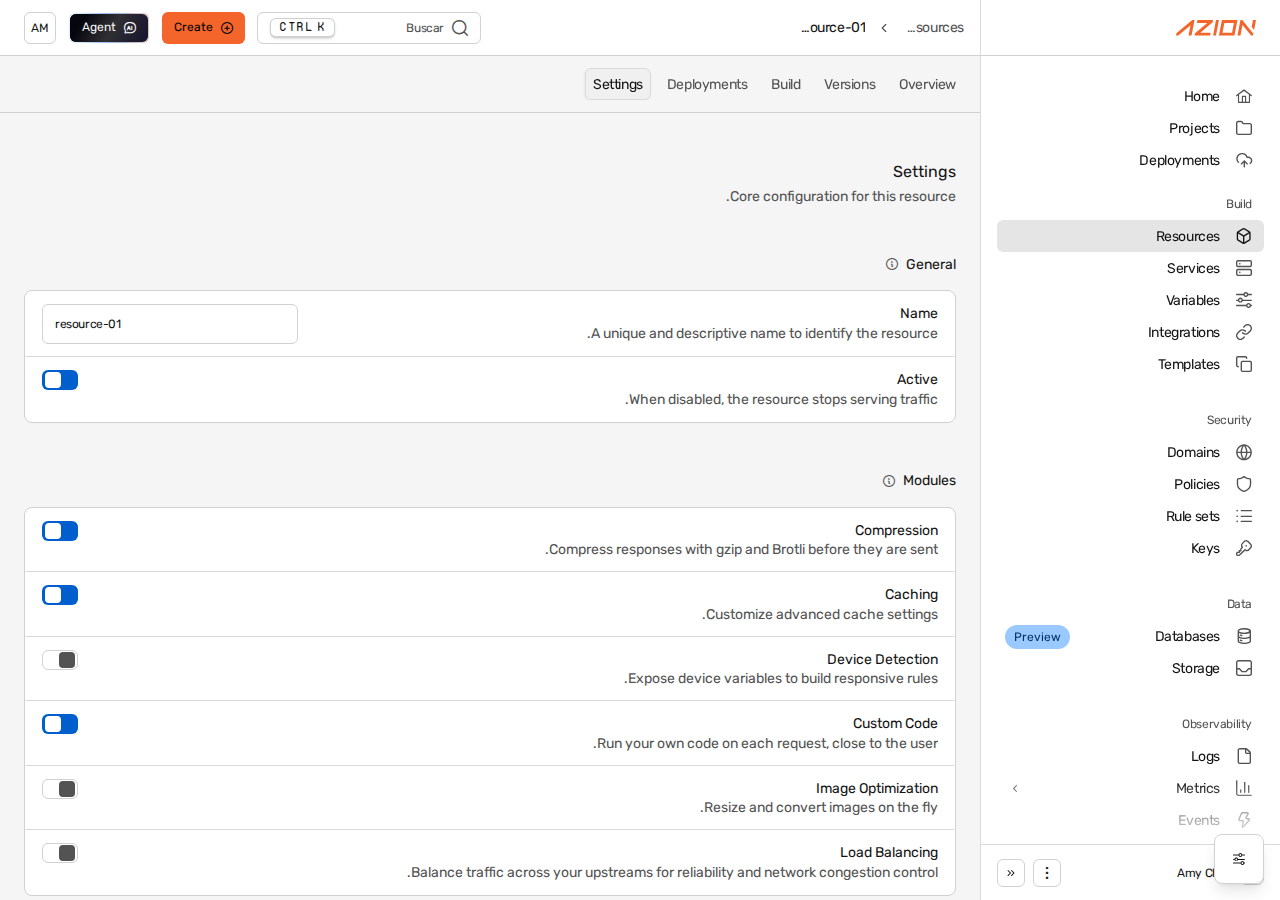 AZION
…sources
…ource-01
Buscar
CTRL K
Create
Agent
AM
Home
Projects
Deployments
Build
Resources
Services
Variables
Integrations
Templates
Security
Domains
Policies
Rule sets
Keys
Data
Databases
Preview
Storage
Observability
Logs
Metrics
Events
Overview
Versions
Build
Deployments
Settings
Settings
Core configuration for this resource.
General
Name
A unique and descriptive name to identify the resource.
resource-01
Active
When disabled, the resource stops serving traffic.
Modules
Compression
Compress responses with gzip and Brotli before they are sent.
Caching
Customize advanced cache settings.
Device Detection
Expose device variables to build responsive rules.
Custom Code
Run your own code on each request, close to the user.
Image Optimization
Resize and convert images on the fly.
Load Balancing
Balance traffic across your upstreams for reliability and network congestion control.
Amy